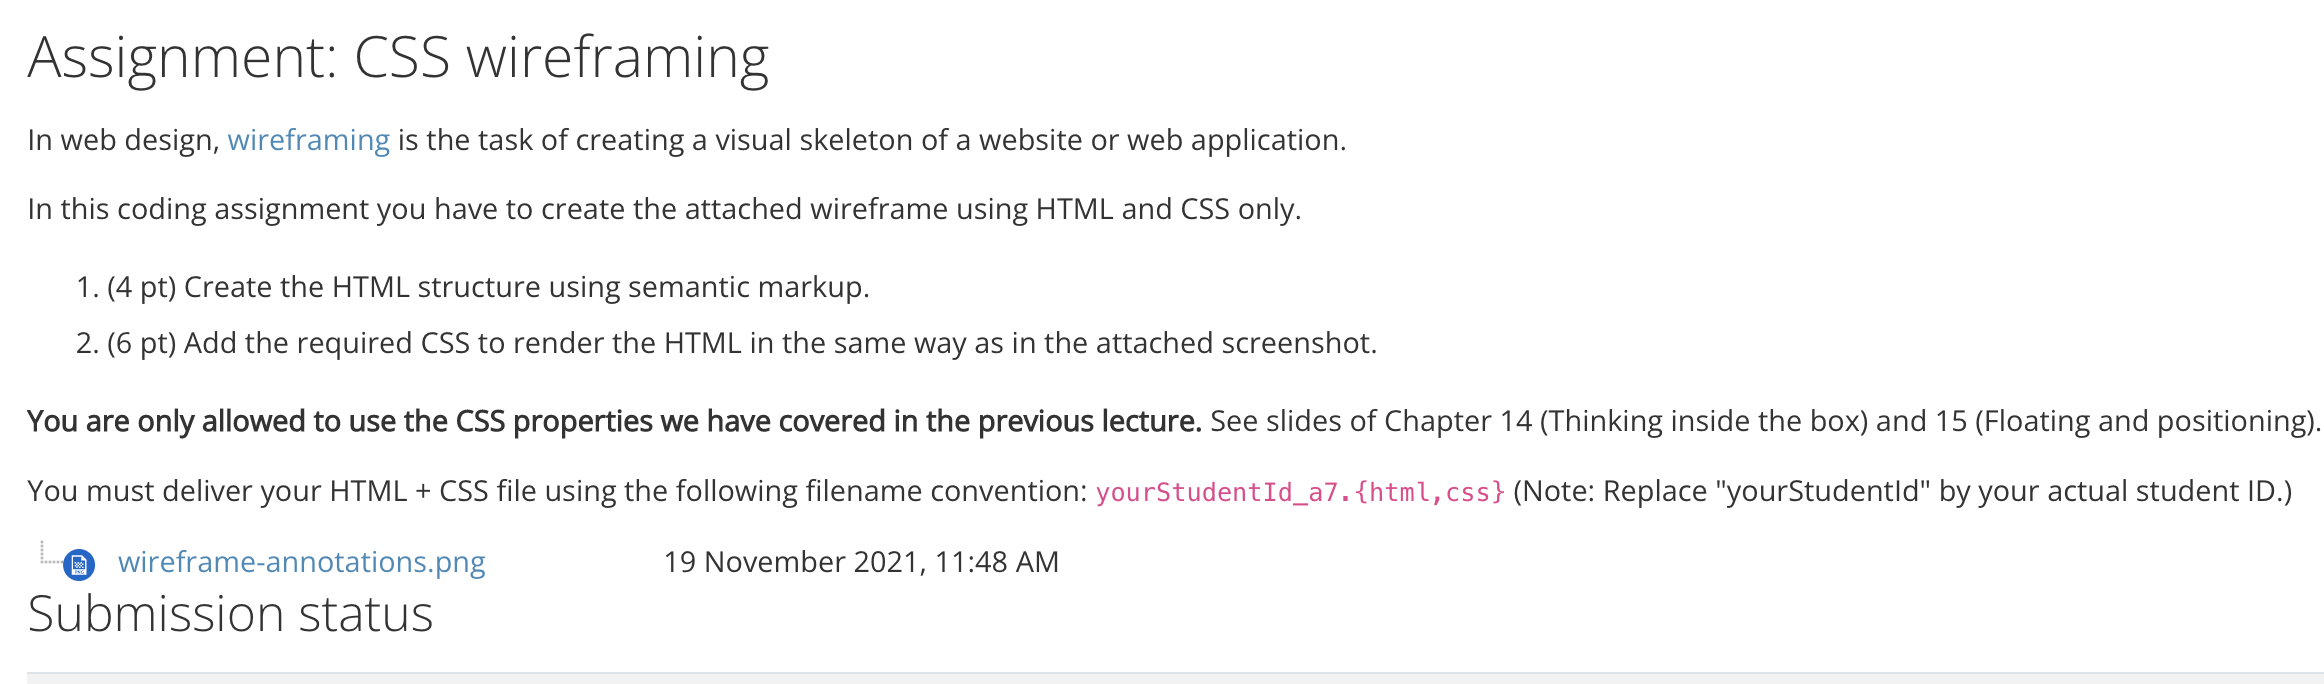 Assignment: CSS wireframing
In web design, wireframing is the task of creating a visual skeleton of a website or web application.
In this coding assignment you have to create the attached wireframe using HTML and CSS only.
1. (4 pt) Create the HTML structure using semantic markup.
2. (6 pt) Add the required CSS to render the HTML in the same way as in the attached screenshot.
You are only allowed to use the CSS properties we have covered in the previous lecture. See slides of Chapter 14 (Thinking inside the box) and 15 (Floating and positioning).
You must deliver your HTML + CSS file using the following filename convention: yourStudentId_a7.{html,css} (Note: Replace "yourStudentId" by your actual student ID.)
wireframe-annotations.png 19 November 2021, 11:48 AM
Submission status